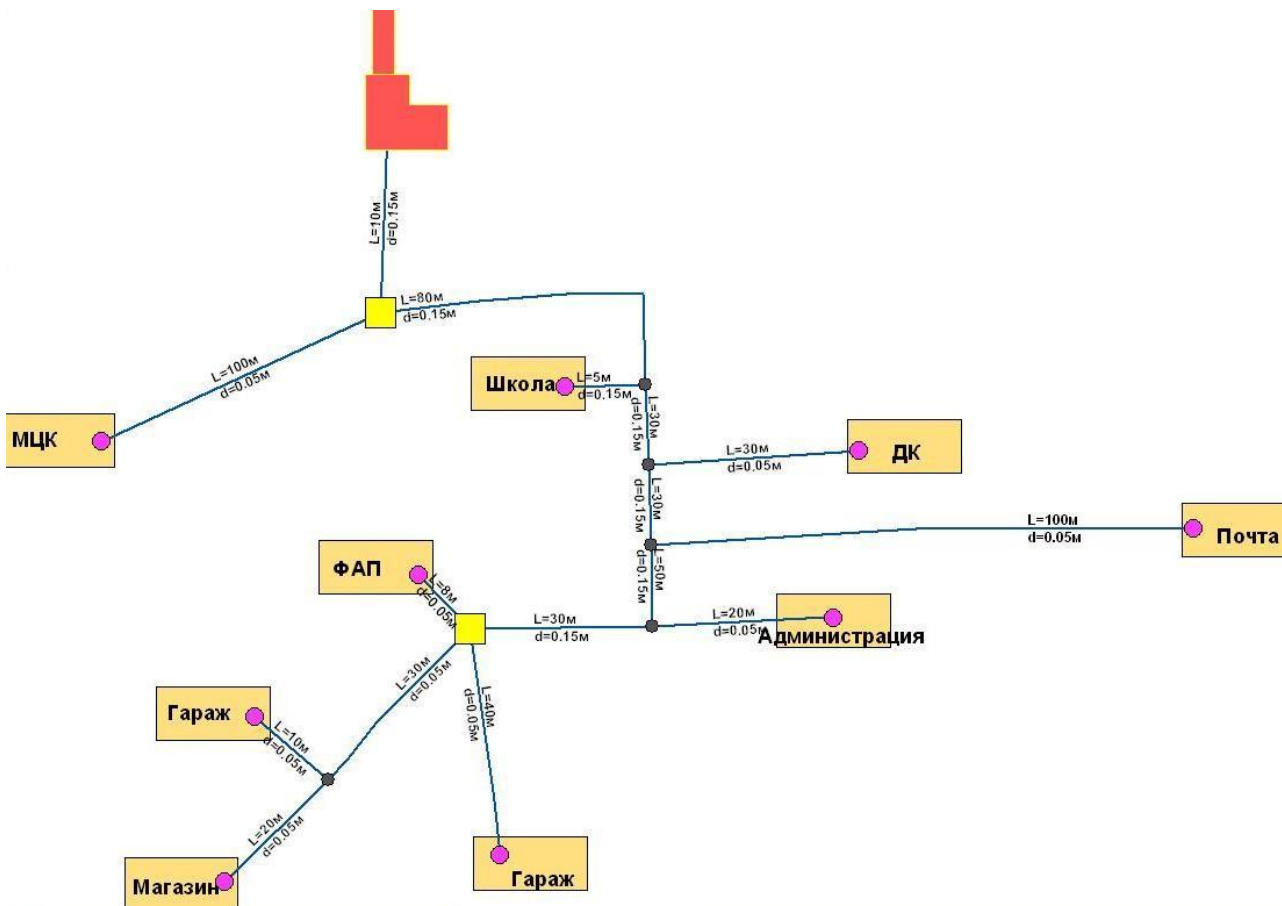 L=10м
d=0.15м
L=80м
d=0.15м
L=100м
d=0.05м
МЦК
Школа
L=5м
d=0.15м
L=30м
d=0.15м
L=30м
d=0.05м
ДК
L=30м
d=0.15м
L=100м
d=0.05м
Почта
L=50м
d=0.15м
ФАП
L=8м
d=0.05м
L=30м
d=0.15м
L=20м
d=0.05м
Администрация
L=30м
d=0.05м
L=40м
d=0.05м
Гараж
L=10м
d=0.05м
L=20м
d=0.05м
Магазин
Гараж